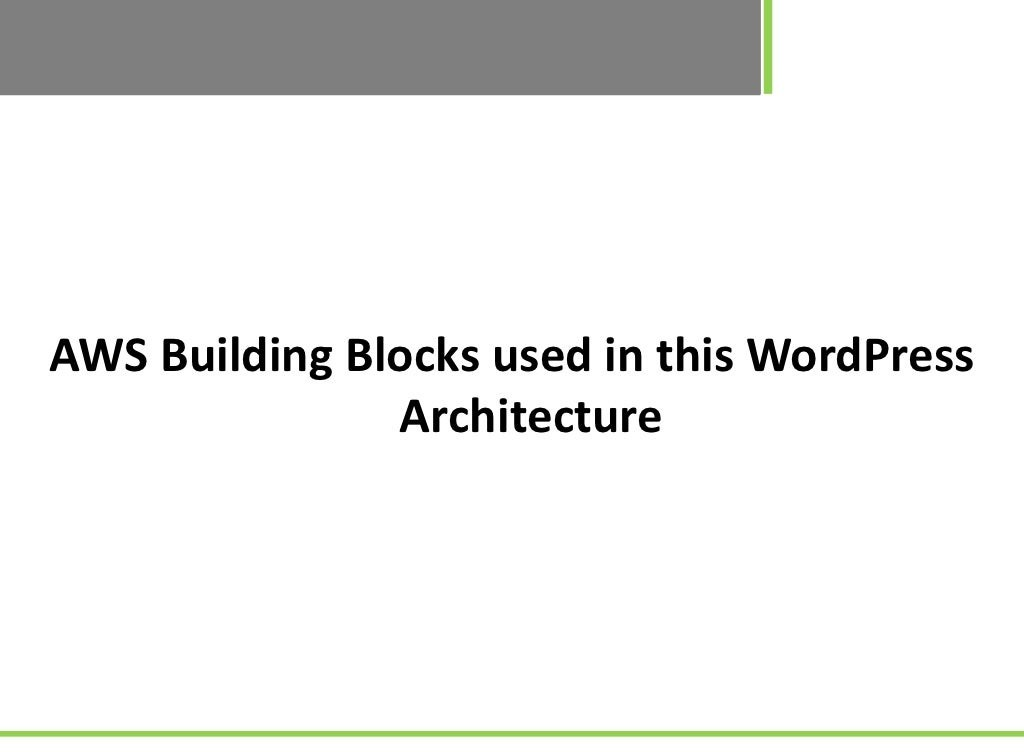 AWS Building Blocks used in this WordPress
Architecture